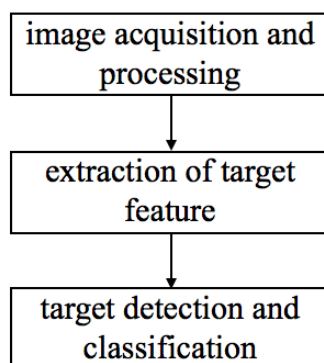 image acquisition and
processing
extraction of target
feature
target detection and
classification